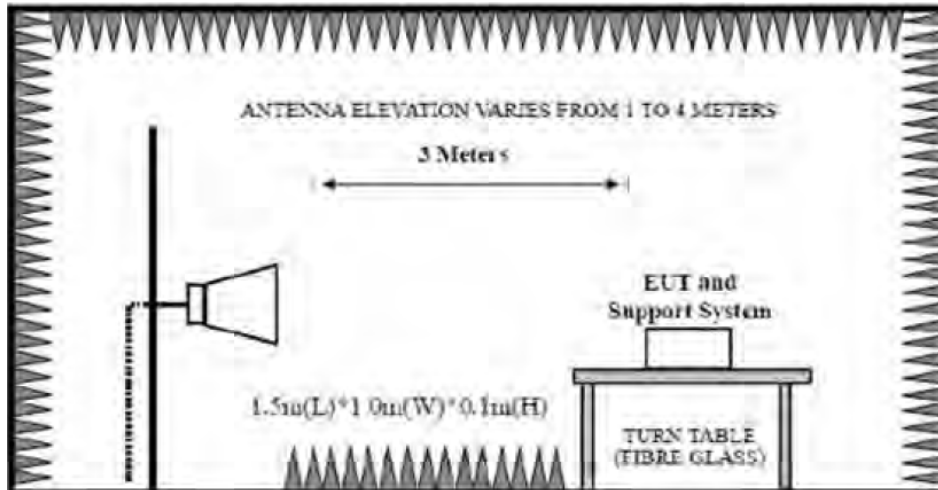 ANTENNA ELEVATION VARIES FROM 1 TO 4 METERS
3 Meters
EUT and
Support System
1.5m(L)*1.0m(W)*0.1m(H)
TURN TABLE
(FIBRE GLASS)